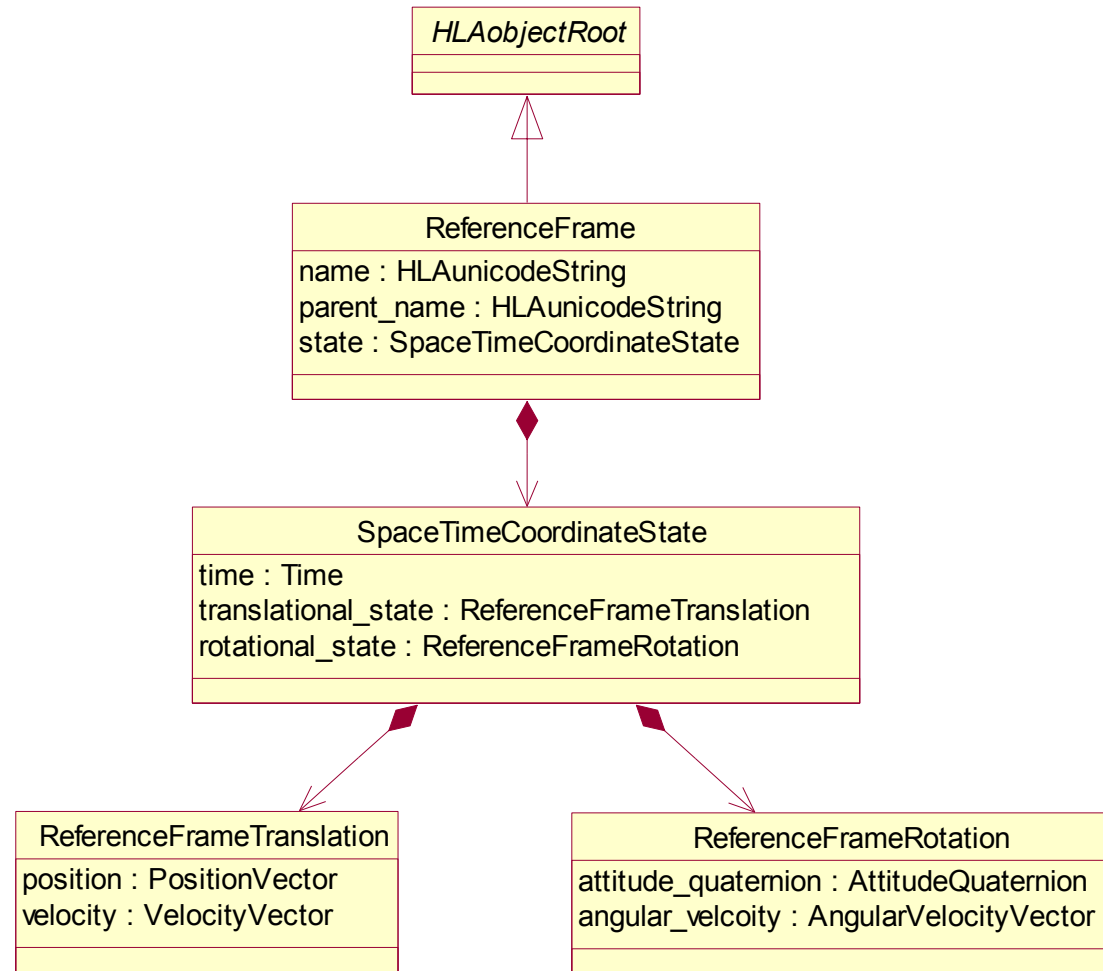 HLAobjectRoot
ReferenceFrame
name : HLAunicodeString
parent_name : HLAunicodeString
state : SpaceTimeCoordinateState
SpaceTimeCoordinateState
time : Time
translational_state : ReferenceFrameTranslation
rotational_state : ReferenceFrameRotation
ReferenceFrameTranslation
position : PositionVector
velocity : VelocityVector
ReferenceFrameRotation
attitude_quaternion : AttitudeQuaternion
angular_velcoity : AngularVelocityVector